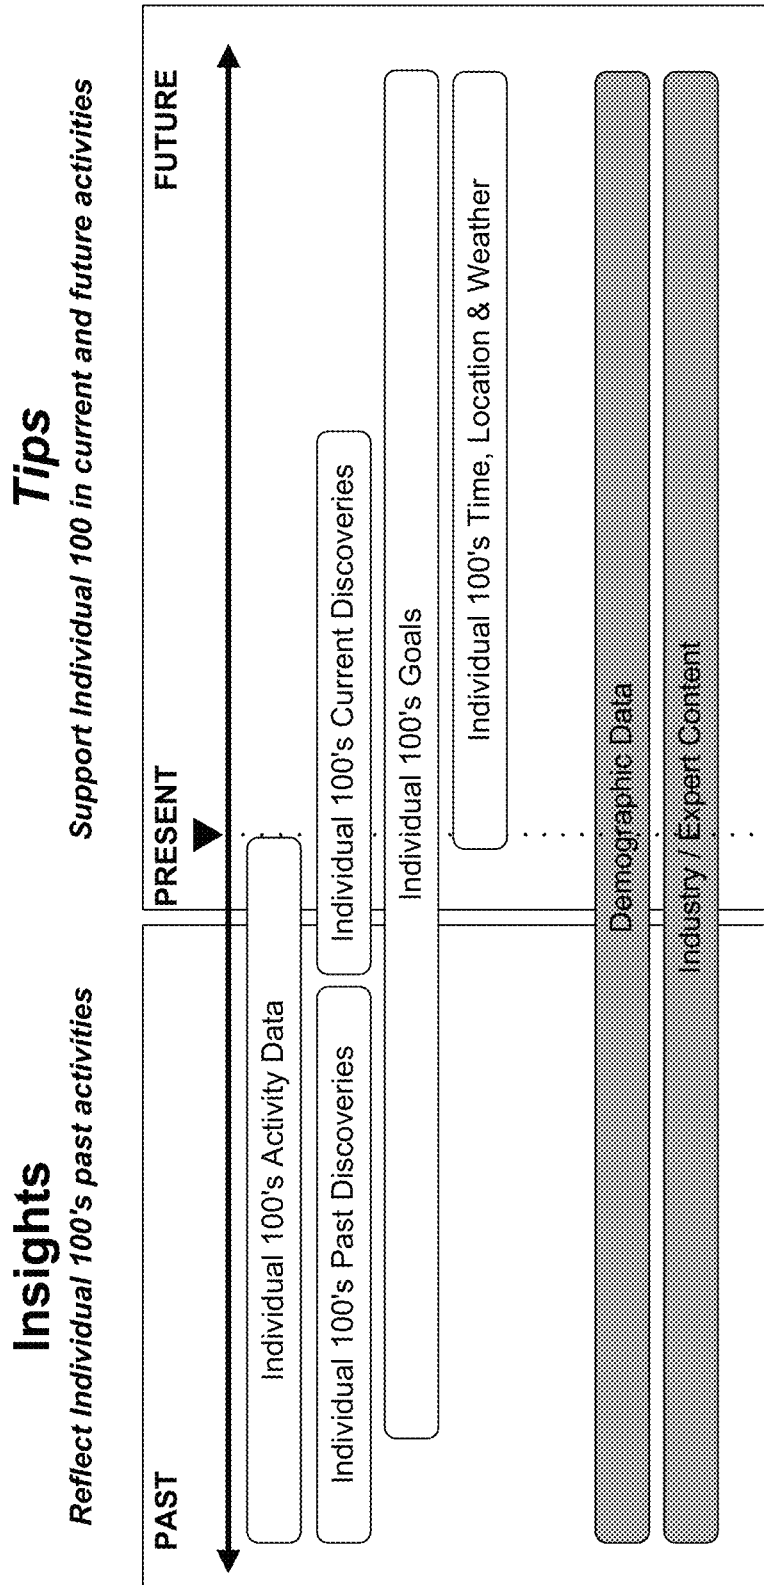 Insights
Reflect Individual 100's past activities
Tips
Support Individual 100 in current and future activities
PAST
PRESENT
FUTURE
Individual 100's Activity Data
Individual 100's Past Discoveries
Individual 100's Current Discoveries
Individual 100's Goals
Individual 100's Time, Location & Weather
Demographic Data
Industry / Expert Content